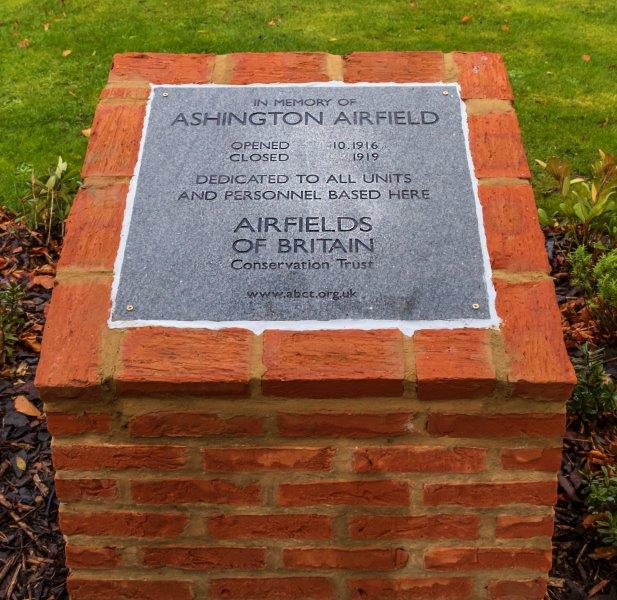 IN MEMORY OF
ASHINGTON AIRFIELD
OPENED -10.1916
CLOSED 1919
DEDICATED TO ALL UNITS
AND PERSONNEL BASED HERE
AIRFIELDS
OF BRITAIN
Conservation Trust
www.abct.org.uk